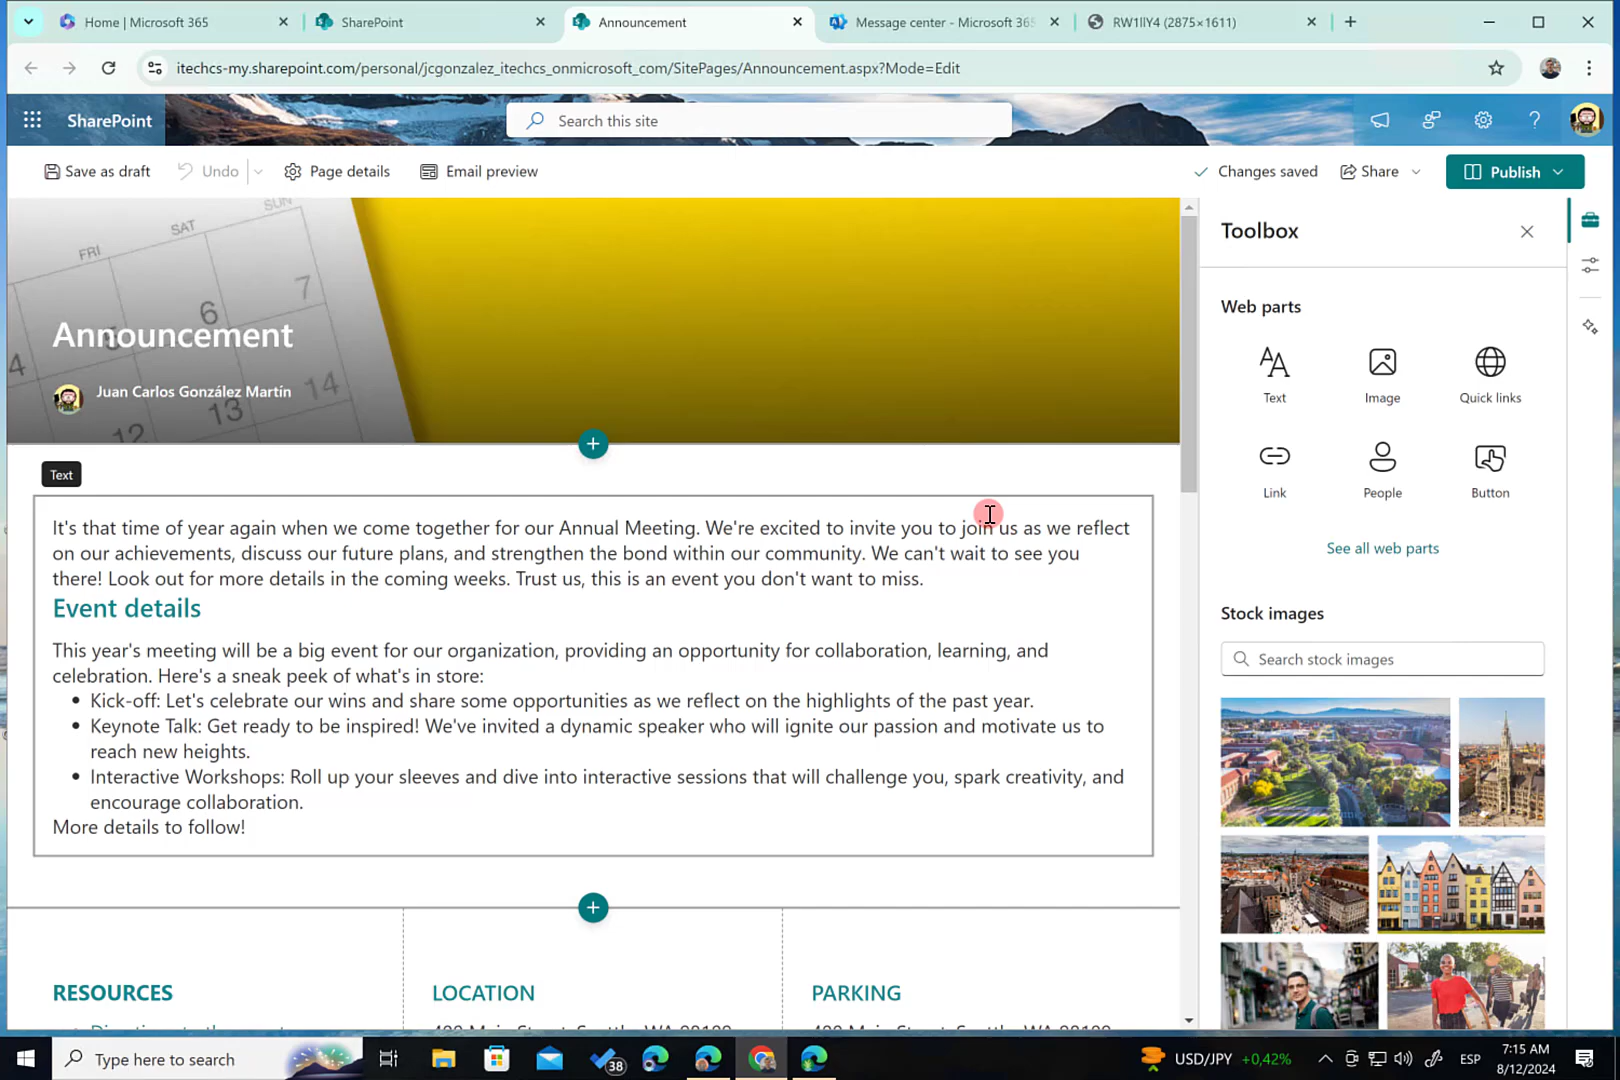 Home | Microsoft 365
SharePoint
Announcement
Message center - Microsoft 365
RW1llY4 (2875×1611)
itechcs-my.sharepoint.com/personal/jcgonzalez_itechcs_onmicrosoft_com/SitePages/Announcement.aspx?Mode=Edit
SharePoint
Search this site
Save as draft
Undo
Page details
Email preview
Changes saved
Share
Publish
FRI
SAT
SUN
4
5
6
7
12
13
14
Announcement
Juan Carlos González Martín
Text
It's that time of year again when we come together for our Annual Meeting. We're excited to invite you to join us as we reflect
on our achievements, discuss our future plans, and strengthen the bond within our community. We can't wait to see you
there! Look out for more details in the coming weeks. Trust us, this is an event you don't want to miss.
Event details
This year's meeting will be a big event for our organization, providing an opportunity for collaboration, learning, and
celebration. Here's a sneak peek of what's in store:
Kick-off: Let's celebrate our wins and share some opportunities as we reflect on the highlights of the past year.
Keynote Talk: Get ready to be inspired! We've invited a dynamic speaker who will ignite our passion and motivate us to
reach new heights.
Interactive Workshops: Roll up your sleeves and dive into interactive sessions that will challenge you, spark creativity, and
encourage collaboration.
More details to follow!
RESOURCES
LOCATION
PARKING
Toolbox
Web parts
Text
Image
Quick links
Link
People
Button
See all web parts
Stock images
Search stock images
Type here to search
38
USD/JPY +0,42%
ESP
7:15 AM
8/12/2024